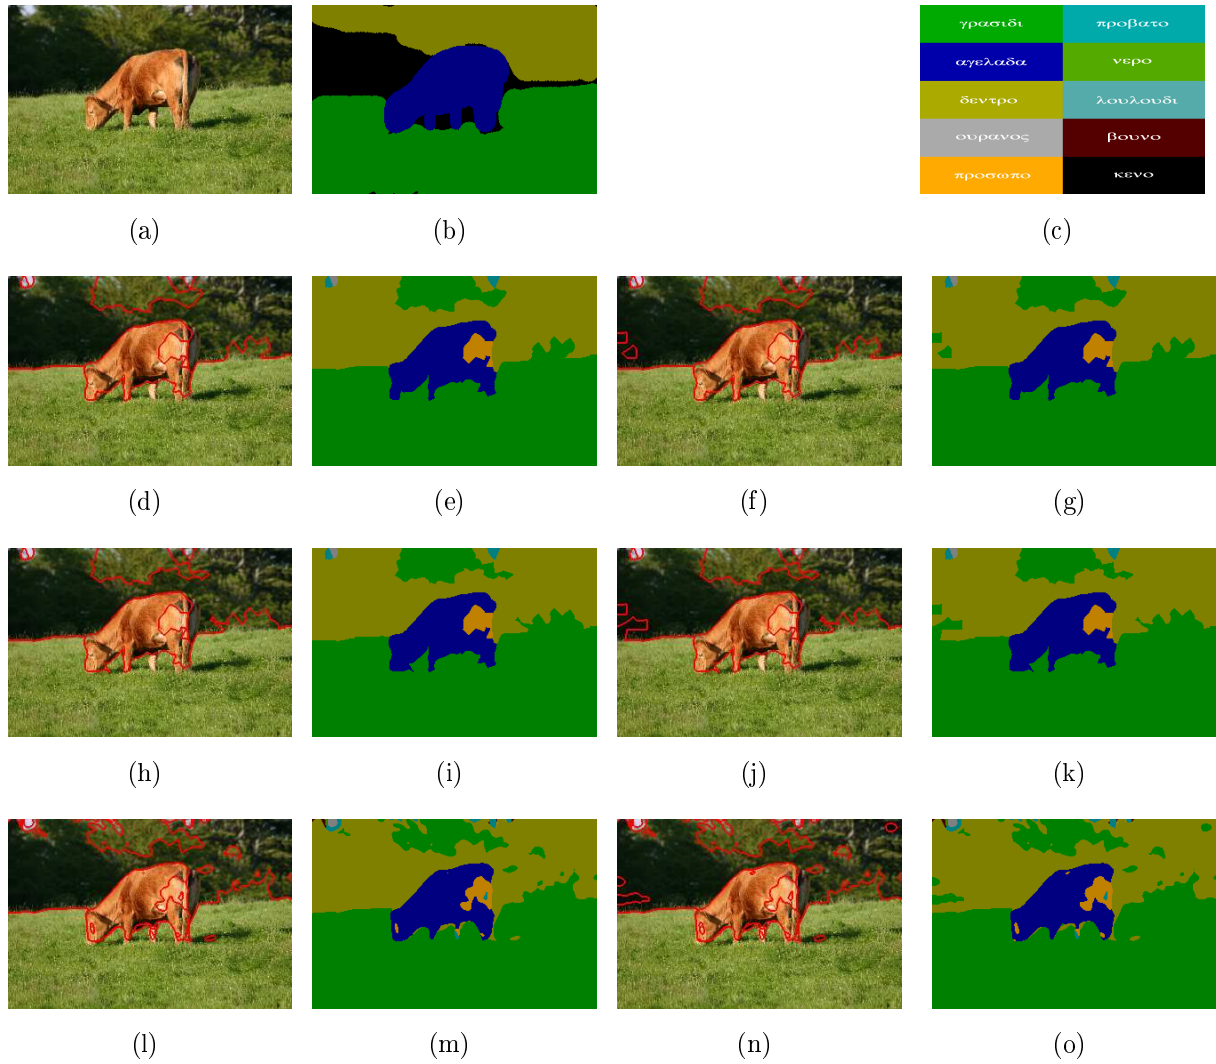 γρασιδι προβατο
αγελαδα νερο
δεντρο λουλουδι
ουρανος βουνο
προσωπο κενο
(a) (b) (c)
(d) (e) (f) (g)
(h) (i) (j) (k)
(l) (m) (n) (o)